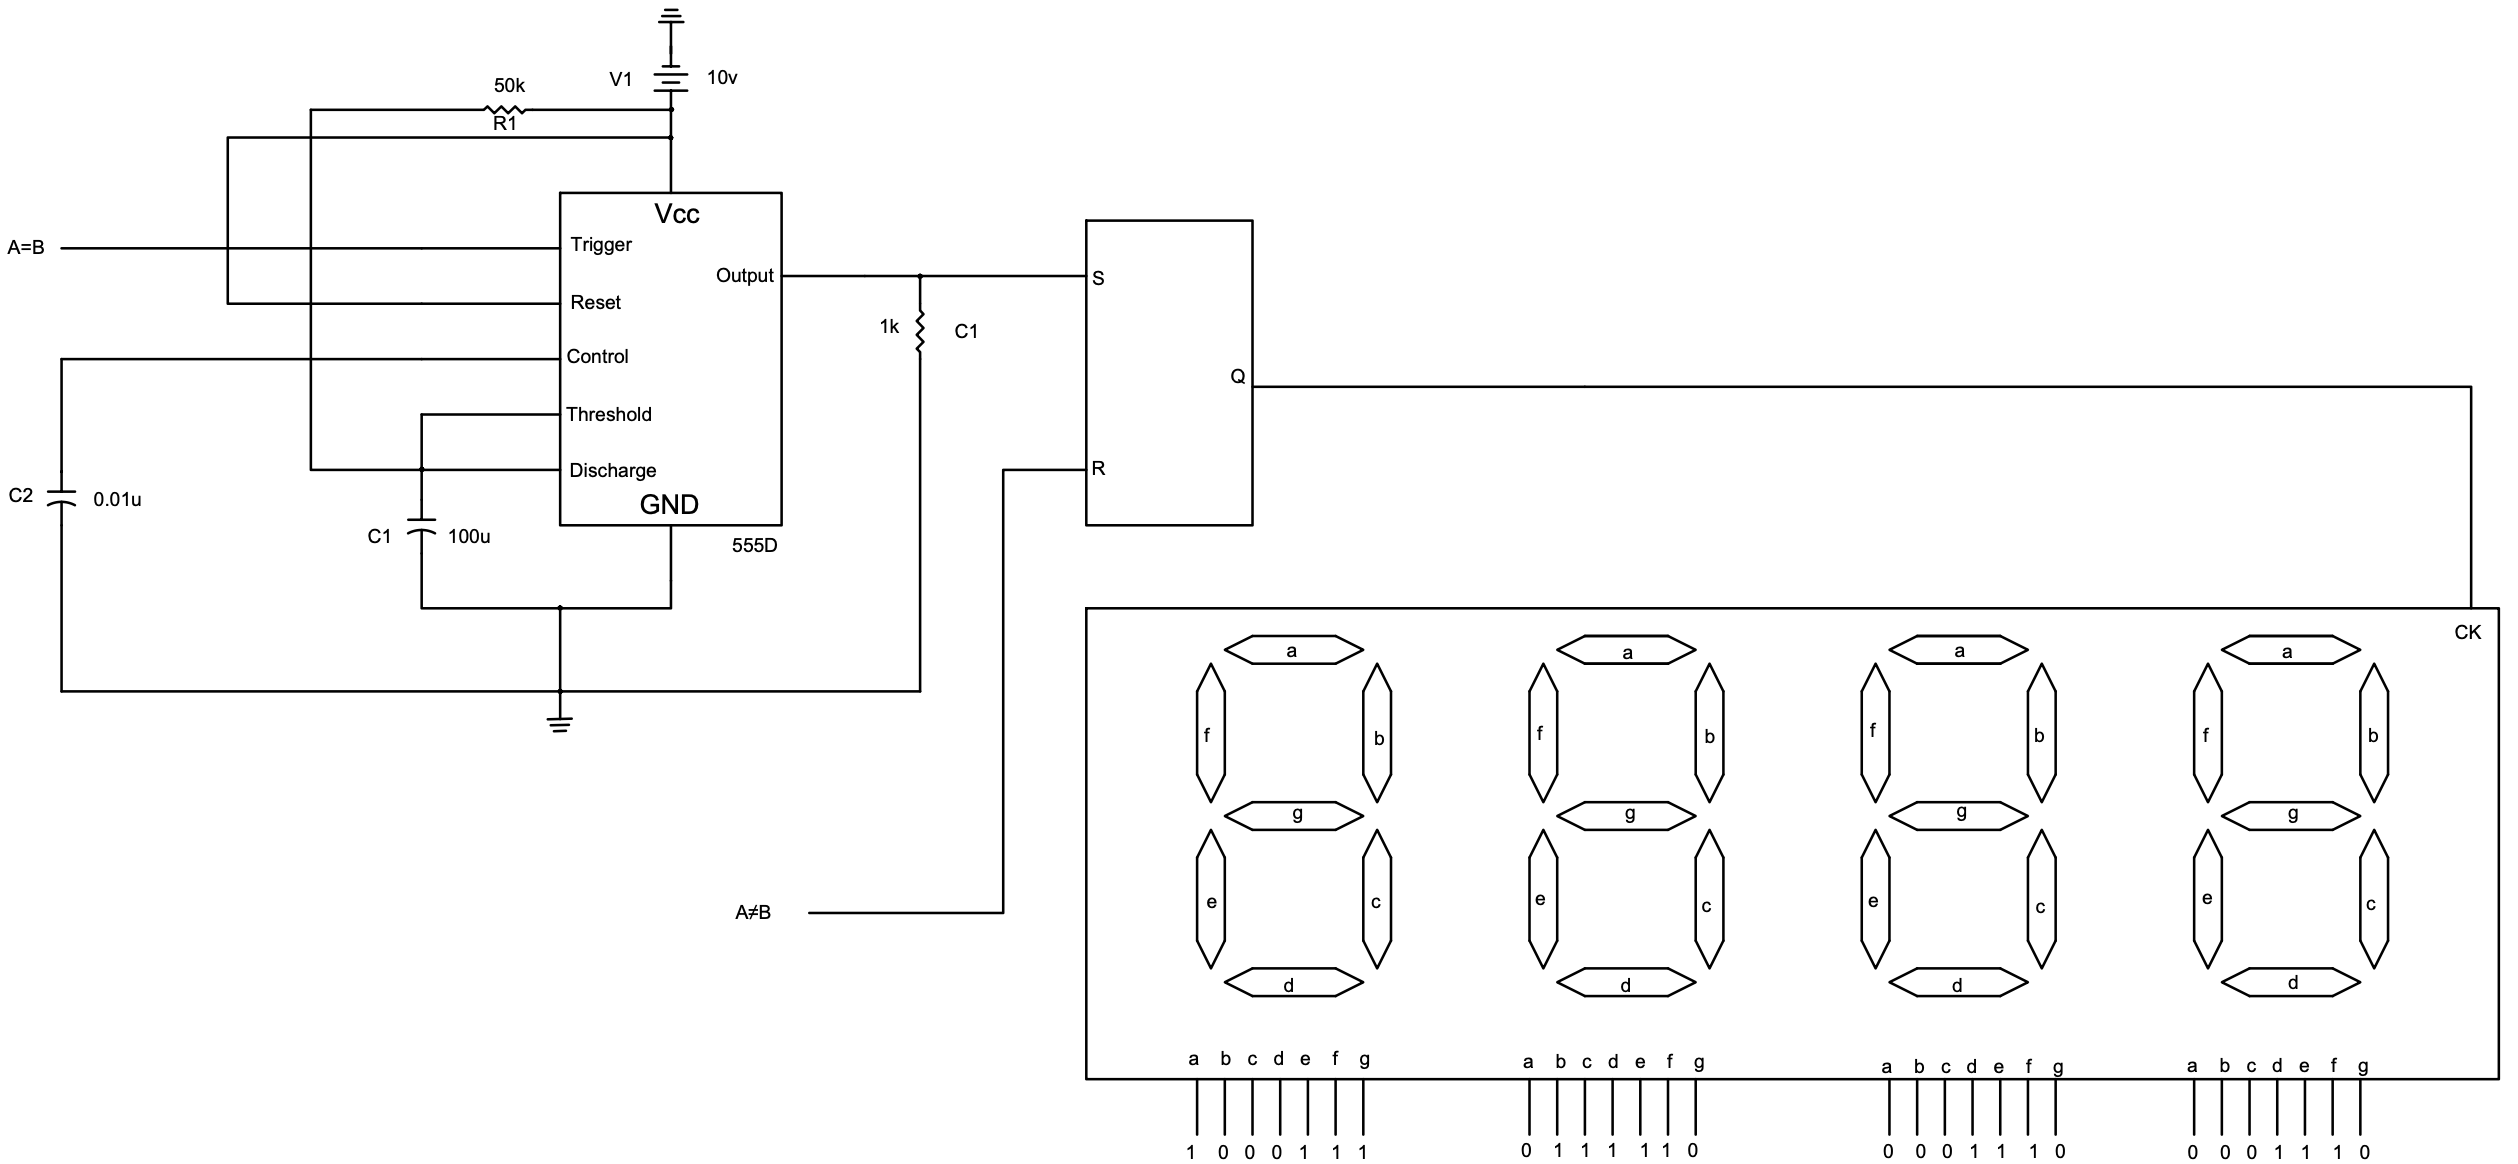 V1 10v
50k
R1
Vcc
A=B
Trigger
Output
Reset
Control
Threshold
Discharge
GND
555D
C2 0.01u
C1 100u
1k C1
S
Q
R
A≠B
CK
a a a a
f b f b f b f b
g g g g
e c e c e c e c
d d d d
a b c d e f g a b c d e f g a b c d e f g a b c d e f g
1 0 0 0 1 1 1 0 1 1 1 1 1 0 0 0 0 1 1 1 0 0 0 0 1 1 1 0